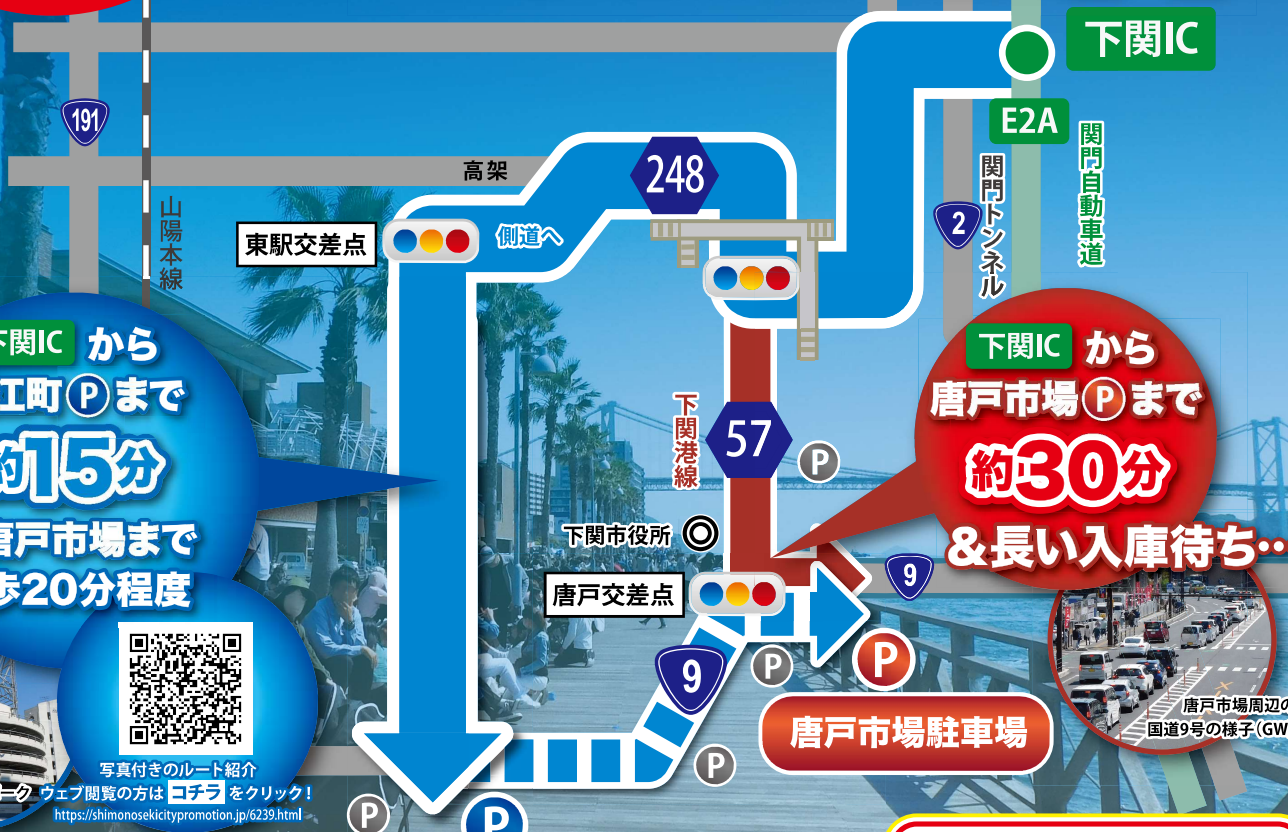 下関IC
191
E2A
関門自動車道
高架
248
関門トンネル
2
山陽本線
東駅交差点
側道へ
下関IC から
江町Ⓟまで
約15分
唐戸市場まで
歩20分程度
下関IC から
唐戸市場Ⓟまで
約30分
&長い入庫待ち…
下関港線
57
P
下関市役所
唐戸交差点
9
9
P
P
唐戸市場駐車場
P
唐戸市場周辺の
国道9号の様子(GW
写真付きのルート紹介
ーク
ウェブ閲覧の方は コチラ をクリック!
https://shimonosekicitypromotion.jp/6239.html
P
P